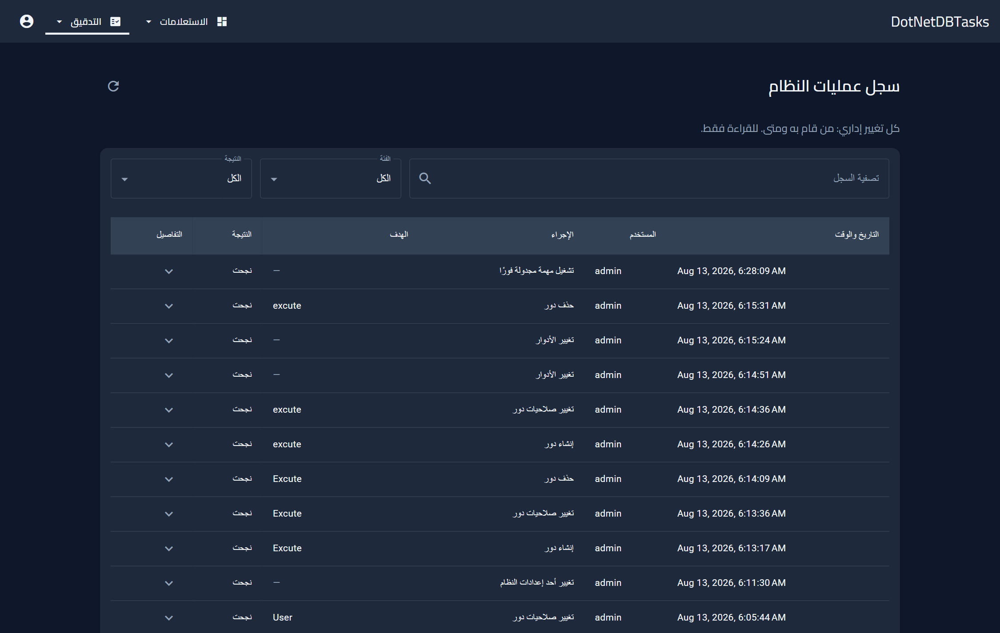 DotNetDBTasks
الاستعلامات
التدقيق
سجل عمليات النظام
كل تغيير إداري: من قام به ومتى. للقراءة فقط.
تصفية السجل
الفئة
الكل
النتيجة
الكل
التاريخ والوقت المستخدم الإجراء الهدف النتيجة التفاصيل
Aug 13, 2026, 6:28:09 AM admin تشغيل مهمة مجدولة فورًا — نجحت
Aug 13, 2026, 6:15:31 AM admin حذف دور excute نجحت
Aug 13, 2026, 6:15:24 AM admin تغيير الأدوار — نجحت
Aug 13, 2026, 6:14:51 AM admin تغيير الأدوار — نجحت
Aug 13, 2026, 6:14:36 AM admin تغيير صلاحيات دور excute نجحت
Aug 13, 2026, 6:14:26 AM admin إنشاء دور excute نجحت
Aug 13, 2026, 6:14:09 AM admin حذف دور Excute نجحت
Aug 13, 2026, 6:13:36 AM admin تغيير صلاحيات دور Excute نجحت
Aug 13, 2026, 6:13:17 AM admin إنشاء دور Excute نجحت
Aug 13, 2026, 6:11:30 AM admin تغيير أحد إعدادات النظام — نجحت
Aug 13, 2026, 6:05:44 AM admin تغيير صلاحيات دور User نجحت